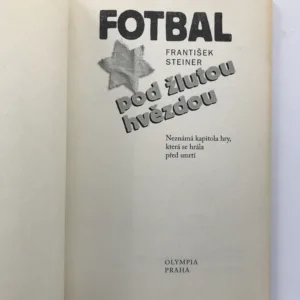 FOTBAL
FRANTIŠEK
STEINER
pod žlutou
hvězdou
Neznámá kapitola hry,
která se hrála
před smrtí
OLYMPIA
PRAHA